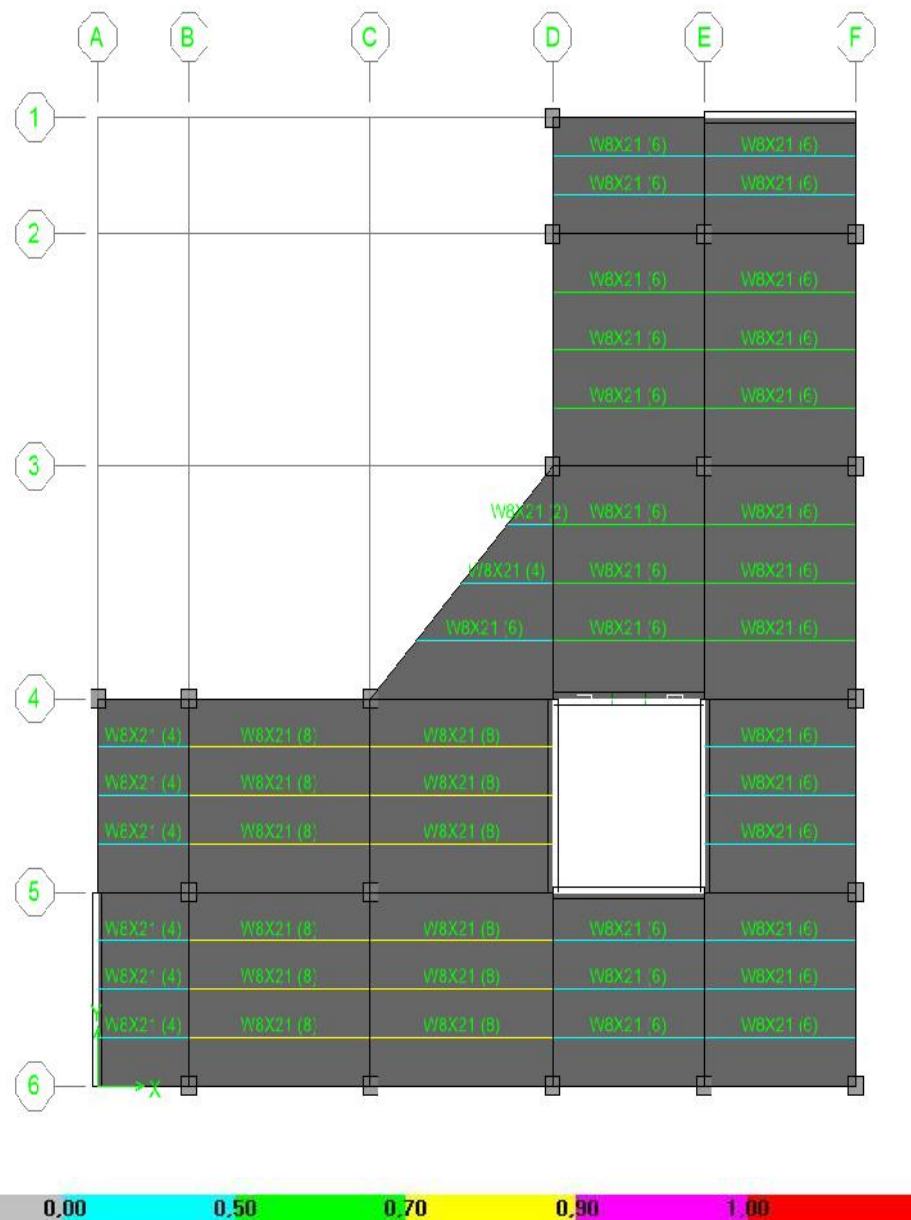 A B C D E F
1
W8X21 (6) W8X21 (6)
W8X21 (6) W8X21 (6)
2
W8X21 (6) W8X21 (6)
W8X21 (6) W8X21 (6)
W8X21 (6) W8X21 (6)
3
W8X21 (2) W8X21 (6) W8X21 (6)
W8X21 (4) W8X21 (6) W8X21 (6)
W8X21 (6) W8X21 (6) W8X21 (6)
4
W8X21 (4) W8X21 (8) W8X21 (8) W8X21 (6)
W8X21 (4) W8X21 (8) W8X21 (8) W8X21 (6)
W8X21 (4) W8X21 (8) W8X21 (8) W8X21 (6)
5
W8X21 (4) W8X21 (8) W8X21 (8) W8X21 (6) W8X21 (6)
W8X21 (4) W8X21 (8) W8X21 (8) W8X21 (6) W8X21 (6)
Y
W8X21 (4) W8X21 (8) W8X21 (8) W8X21 (6) W8X21 (6)
6 X
0,00 0,50 0,70 0,90 1,00